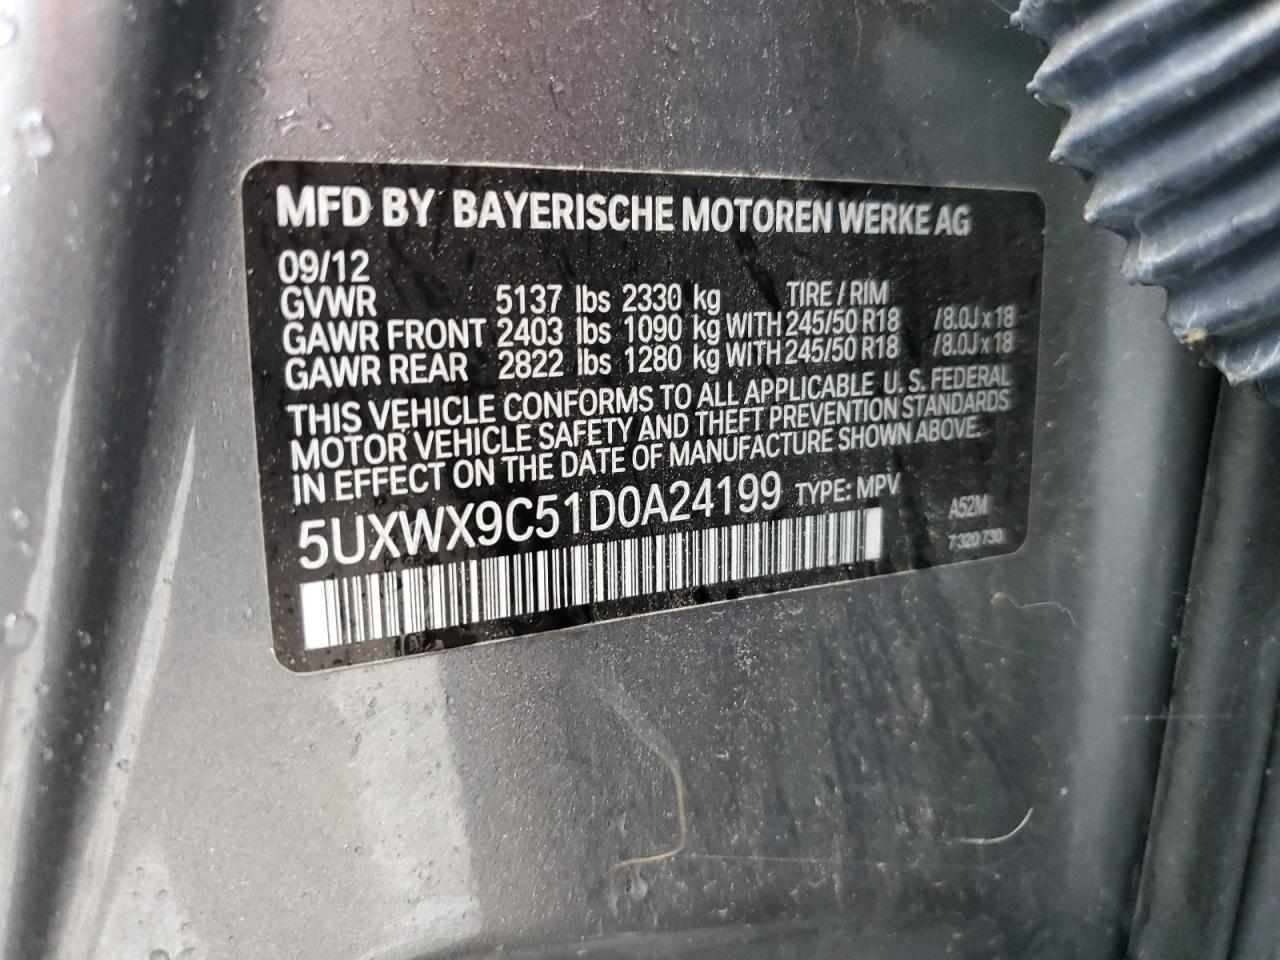 MFD BY BAYERISCHE MOTOREN WERKE AG
09/12
GVWR 5137 lbs 2330 kg TIRE / RIM
GAWR FRONT 2403 lbs 1090 kg WITH 245/50 R18 /8.0J x 18
GAWR REAR 2822 lbs 1280 kg WITH 245/50 R18 /8.0J x 18
THIS VEHICLE CONFORMS TO ALL APPLICABLE U.S. FEDERAL
MOTOR VEHICLE SAFETY AND THEFT PREVENTION STANDARDS
IN EFFECT ON THE DATE OF MANUFACTURE SHOWN ABOVE.
5UXWX9C51D0A24199 TYPE: MPV
A52M
7 320 730